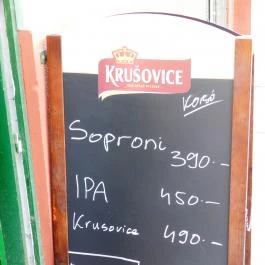 KRUŠOVICE
KORSÓ
Soproni
390.-
IPA 450.-
Krusovice 490.-